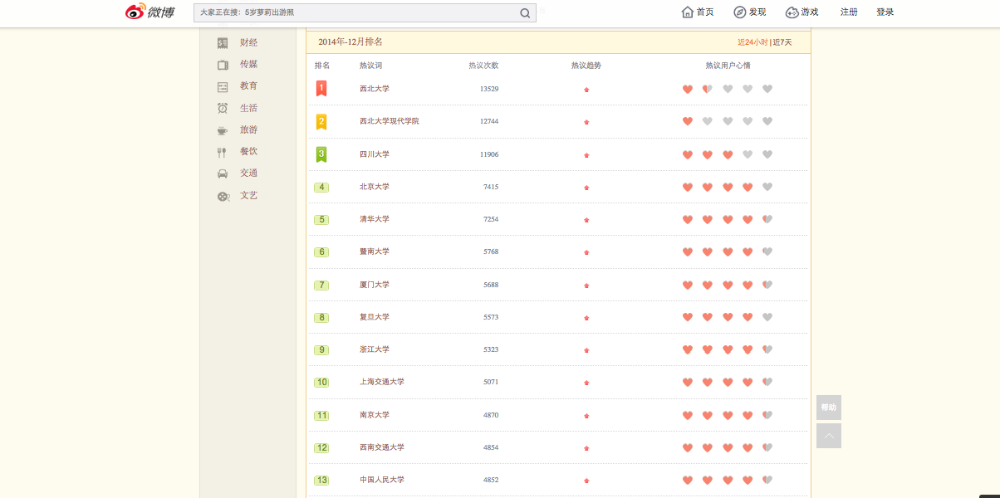 微博
大家正在搜：5岁萝莉出游照
首页 发现 游戏 注册 登录
财经
传媒
教育
生活
旅游
餐饮
交通
文艺
2014年-12月排名 近24小时|近7天
排名 热议词 热议次数 热议趋势 热议用户心情
1 西北大学 13529
2 西北大学现代学院 12744
3 四川大学 11906
4 北京大学 7415
5 清华大学 7254
6 暨南大学 5768
7 厦门大学 5688
8 复旦大学 5573
9 浙江大学 5323
10 上海交通大学 5071
11 南京大学 4870
12 西南交通大学 4854
13 中国人民大学 4852
帮助